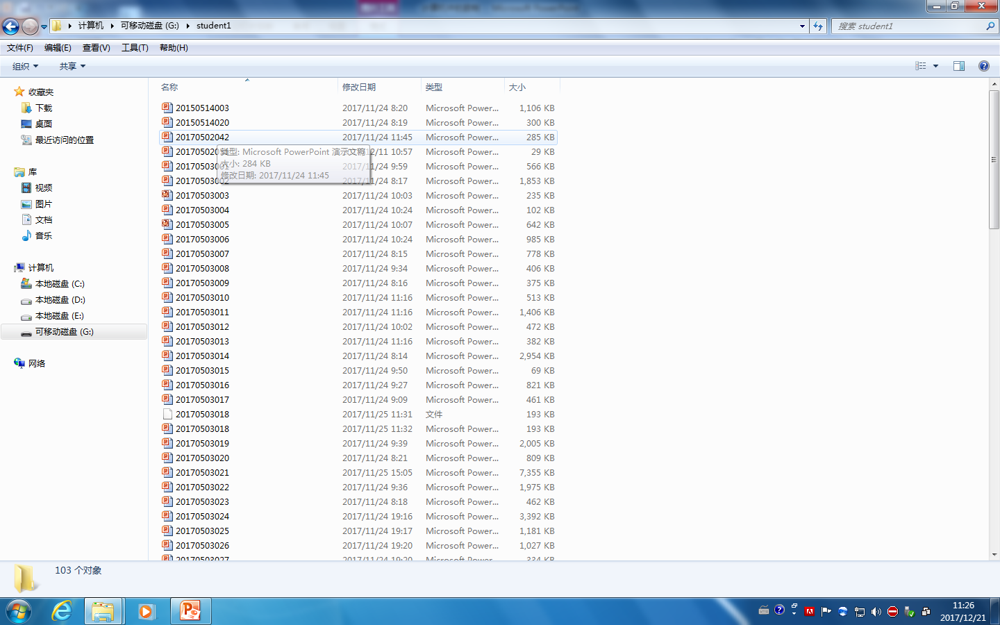 计算机 ▸ 可移动磁盘 (G:) ▸ student1
搜索 student1
文件(F) 编辑(E) 查看(V) 工具(T) 帮助(H)
组织 共享
收藏夹
下载
桌面
最近访问的位置
库
视频
图片
文档
音乐
计算机
本地磁盘 (C:)
本地磁盘 (D:)
本地磁盘 (E:)
可移动磁盘 (G:)
网络
名称 修改日期 类型 大小
20150514003 2017/11/24 8:20 Microsoft Power... 1,106 KB
20150514020 2017/11/24 8:19 Microsoft Power... 300 KB
20170502042 2017/11/24 11:45 Microsoft Power... 285 KB
12/11 10:57 Microsoft Power... 29 KB
2017/11/24 9:59 Microsoft Power... 566 KB
2017/11/24 8:17 Microsoft Power... 1,853 KB
类型: Microsoft PowerPoint 演示文稿
大小: 284 KB
修改日期: 2017/11/24 11:45
20170503003 2017/11/24 10:03 Microsoft Power... 235 KB
20170503004 2017/11/24 10:24 Microsoft Power... 102 KB
20170503005 2017/11/24 10:07 Microsoft Power... 642 KB
20170503006 2017/11/24 10:24 Microsoft Power... 985 KB
20170503007 2017/11/24 8:15 Microsoft Power... 778 KB
20170503008 2017/11/24 9:34 Microsoft Power... 406 KB
20170503009 2017/11/24 8:16 Microsoft Power... 375 KB
20170503010 2017/11/24 11:16 Microsoft Power... 513 KB
20170503011 2017/11/24 11:16 Microsoft Power... 1,406 KB
20170503012 2017/11/24 10:02 Microsoft Power... 472 KB
20170503013 2017/11/24 11:16 Microsoft Power... 382 KB
20170503014 2017/11/24 8:14 Microsoft Power... 2,954 KB
20170503015 2017/11/24 9:50 Microsoft Power... 69 KB
20170503016 2017/11/24 9:27 Microsoft Power... 821 KB
20170503017 2017/11/24 9:09 Microsoft Power... 461 KB
20170503018 2017/11/25 11:31 文件 193 KB
20170503018 2017/11/25 11:32 Microsoft Power... 193 KB
20170503019 2017/11/24 9:39 Microsoft Power... 2,005 KB
20170503020 2017/11/24 8:21 Microsoft Power... 809 KB
20170503021 2017/11/25 15:05 Microsoft Power... 7,355 KB
20170503022 2017/11/24 9:36 Microsoft Power... 1,975 KB
20170503023 2017/11/24 8:18 Microsoft Power... 462 KB
20170503024 2017/11/24 19:16 Microsoft Power... 3,392 KB
20170503025 2017/11/24 19:17 Microsoft Power... 1,181 KB
20170503026 2017/11/24 19:20 Microsoft Power... 1,027 KB
20170503027 2017/11/24 19:20 Microsoft Power... 334 KB
103 个对象
11:26
2017/12/21